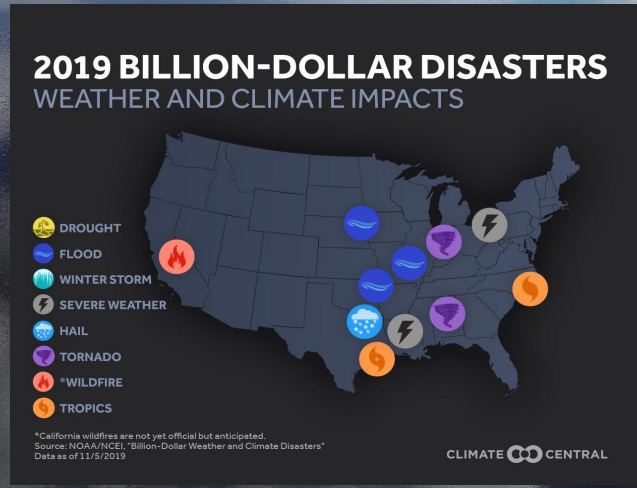 2019 BILLION-DOLLAR DISASTERS
WEATHER AND CLIMATE IMPACTS
DROUGHT
FLOOD
WINTER STORM
SEVERE WEATHER
HAIL
TORNADO
*WILDFIRE
TROPICS
*California wildfires are not yet official but anticipated.
Source: NOAA/NCEI, "Billion-Dollar Weather and Climate Disasters"
Data as of 11/5/2019
CLIMATE CENTRAL